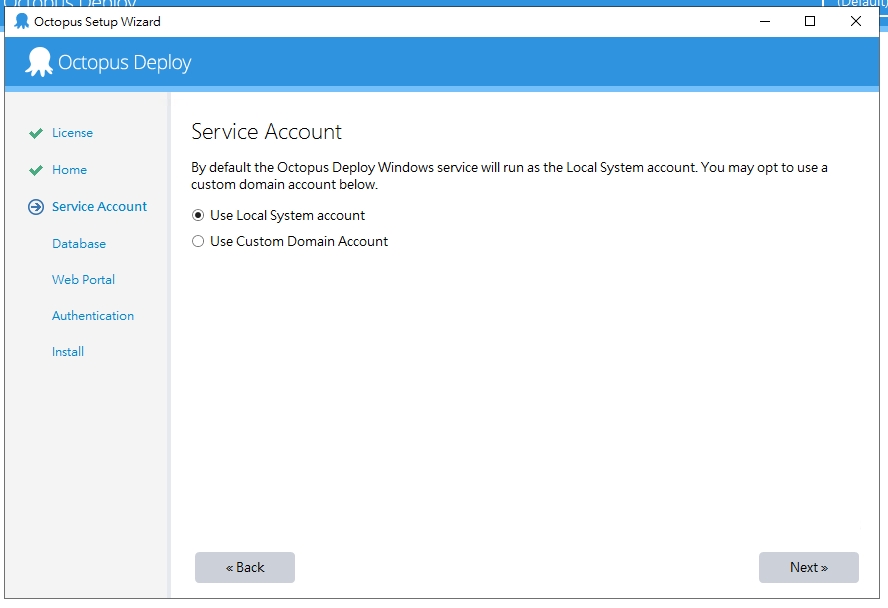 Octopus Deploy
(Default)
Octopus Setup Wizard
Octopus Deploy
License
Home
Service Account
Database
Web Portal
Authentication
Install
Service Account
By default the Octopus Deploy Windows service will run as the Local System account. You may opt to use a
custom domain account below.
Use Local System account
Use Custom Domain Account
« Back
Next »